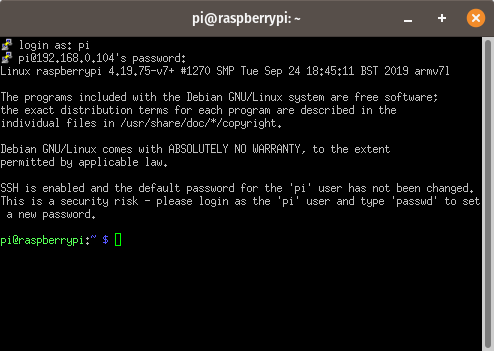 pi@raspberrypi: ~
login as: pi
pi@192.168.0.104's password:
Linux raspberrypi 4.19.75-v7+ #1270 SMP Tue Sep 24 18:45:11 BST 2019 armv7l
The programs included with the Debian GNU/Linux system are free software;
the exact distribution terms for each program are described in the
individual files in /usr/share/doc/*/copyright.
Debian GNU/Linux comes with ABSOLUTELY NO WARRANTY, to the extent
permitted by applicable law.
SSH is enabled and the default password for the 'pi' user has not been changed.
This is a security risk - please login as the 'pi' user and type 'passwd' to set
a new password.
pi@raspberrypi:~ $